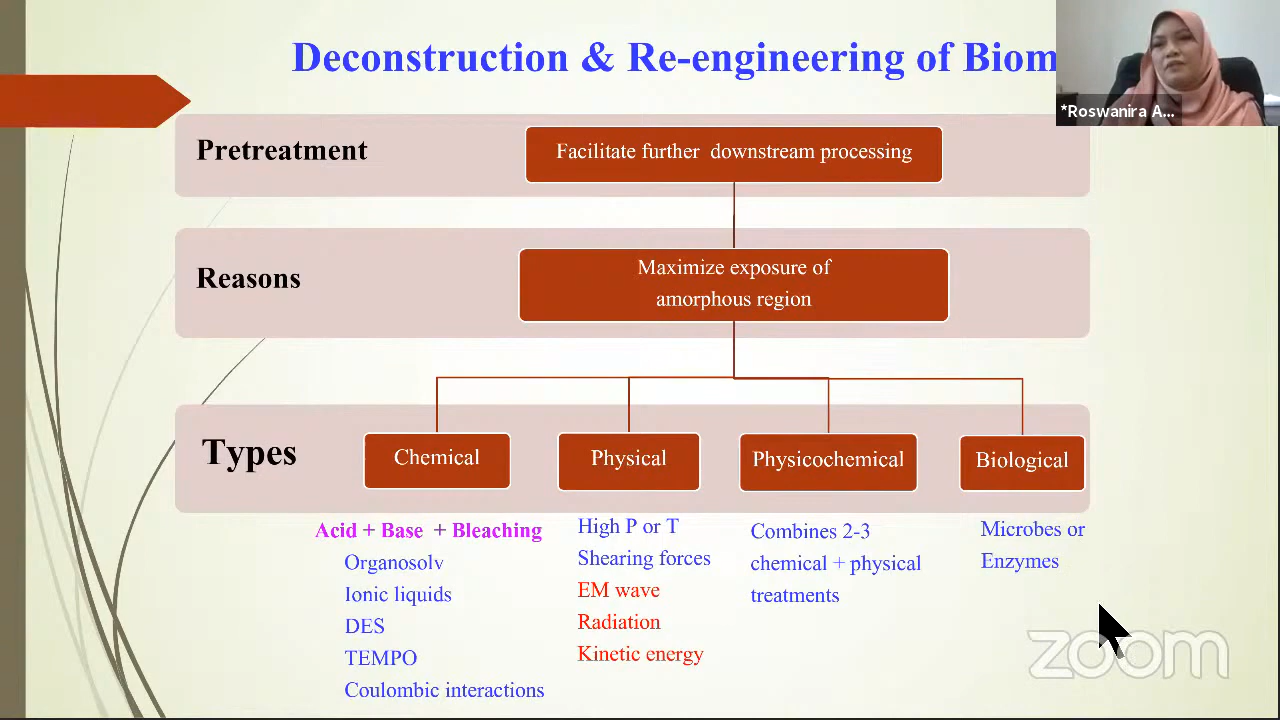 Deconstruction & Re-engineering of Biom
*Roswanira A...
Pretreatment
Facilitate further downstream processing
Reasons
Maximize exposure of
amorphous region
Types
Chemical
Physical
Physicochemical
Biological
Acid + Base + Bleaching
Organosolv
Ionic liquids
DES
TEMPO
Coulombic interactions
High P or T
Shearing forces
EM wave
Radiation
Kinetic energy
Combines 2-3
chemical + physical
treatments
Microbes or
Enzymes
zoom